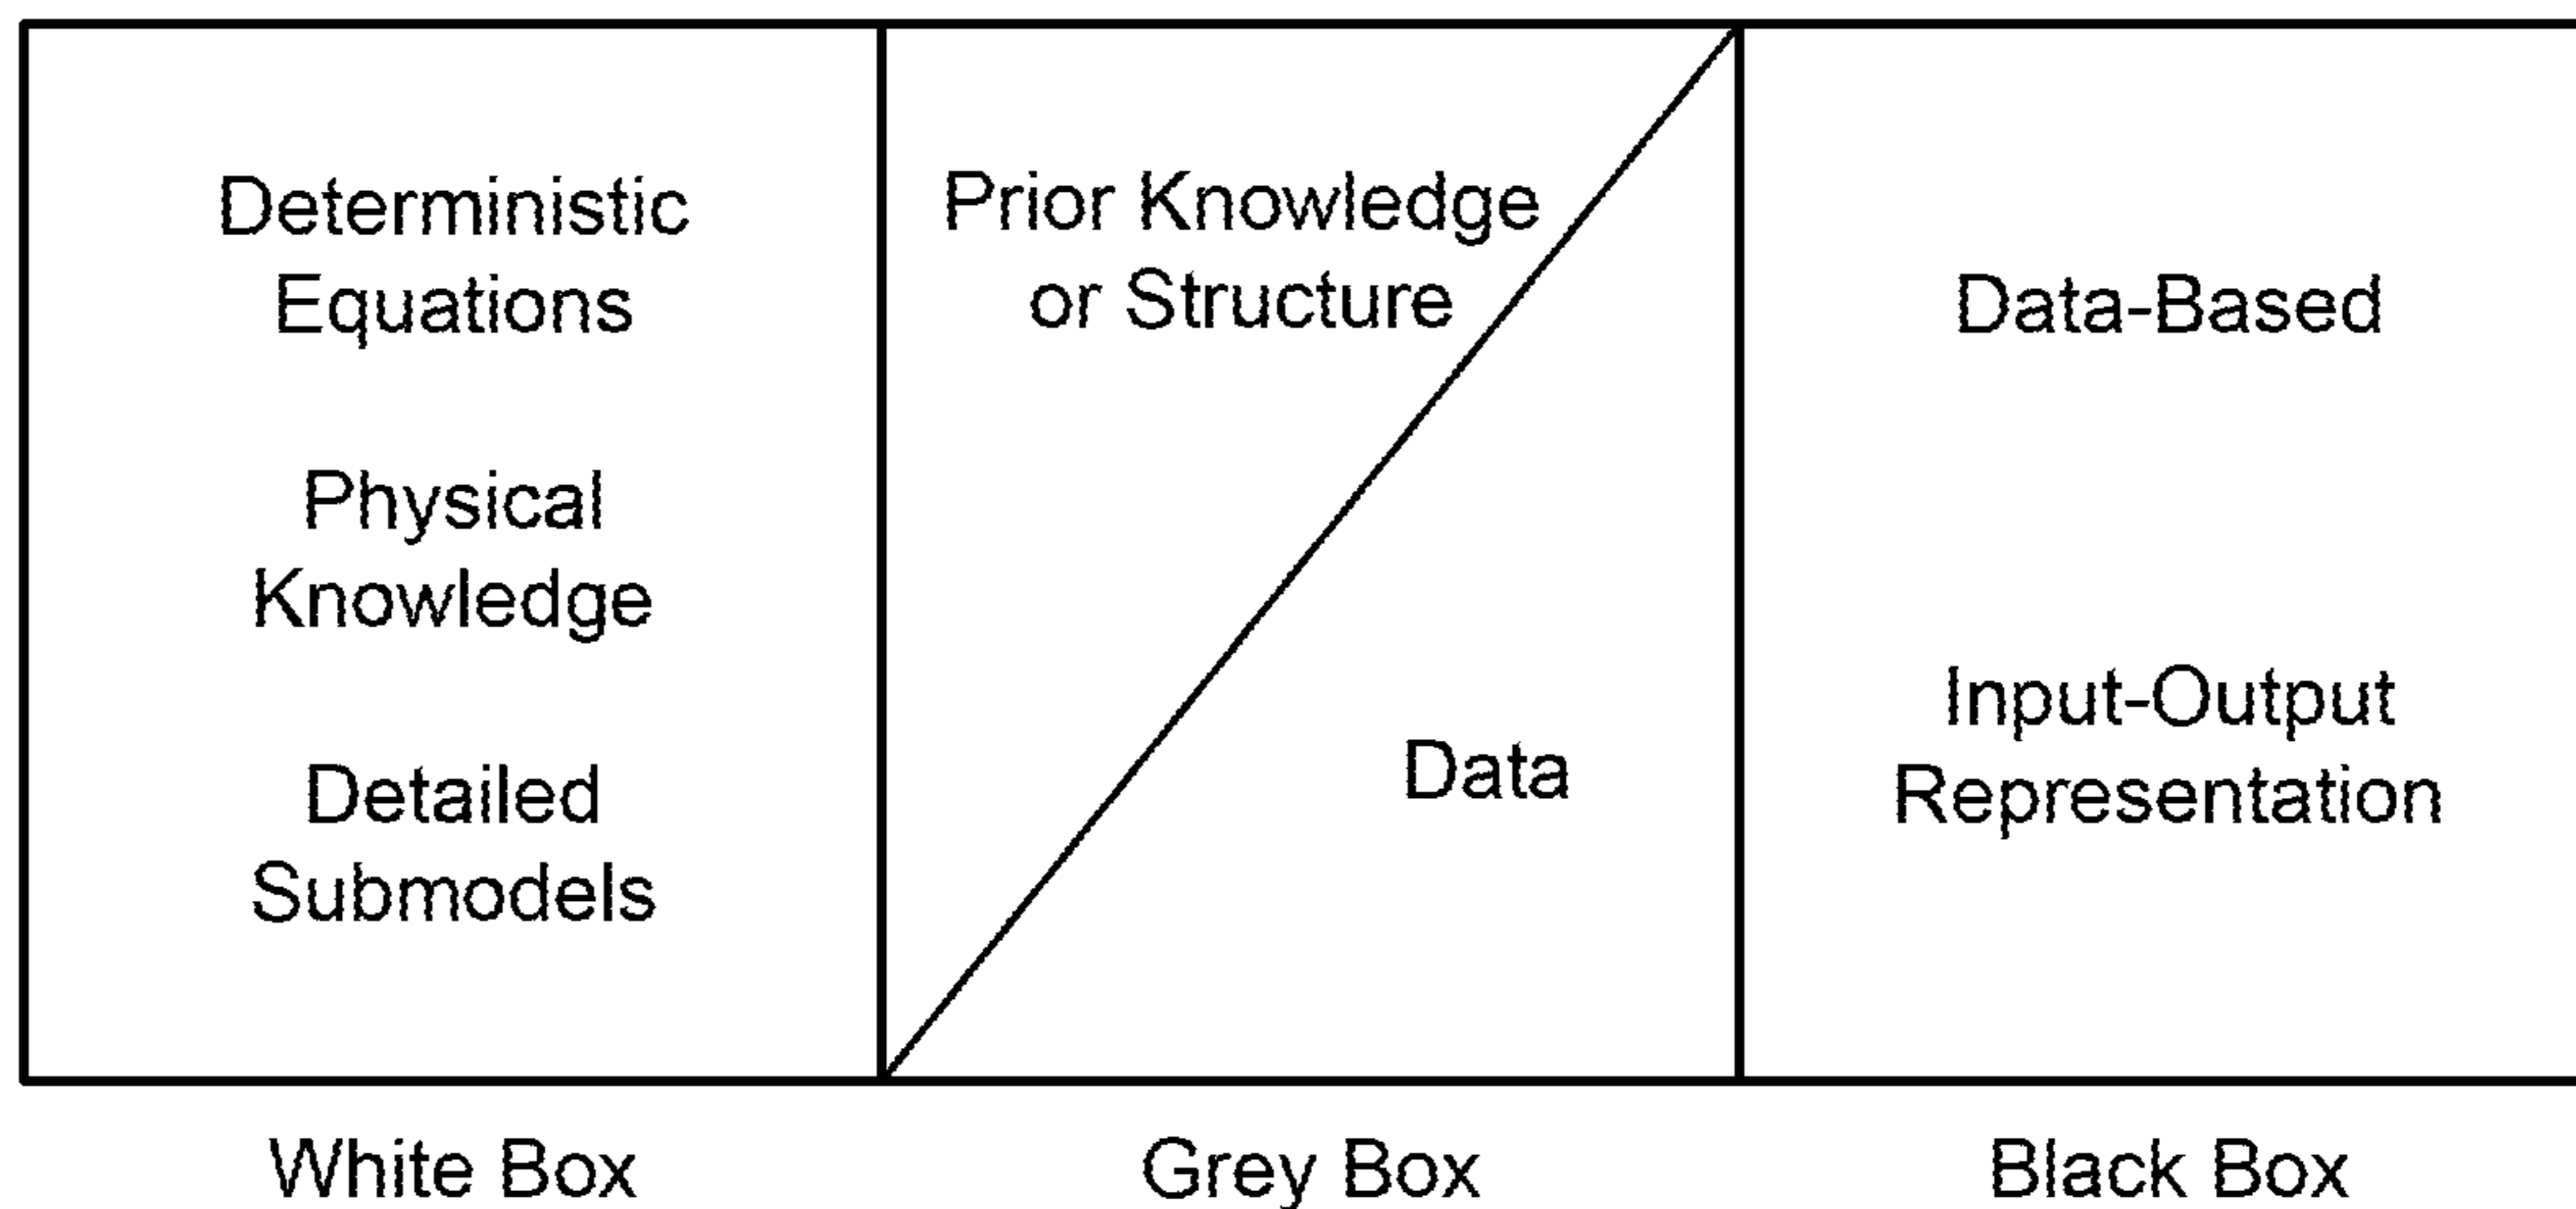 Deterministic
Equations
Physical
Knowledge
Detailed
Submodels
Prior Knowledge
or Structure
Data
Data-Based
Input-Output
Representation
White Box
Grey Box
Black Box